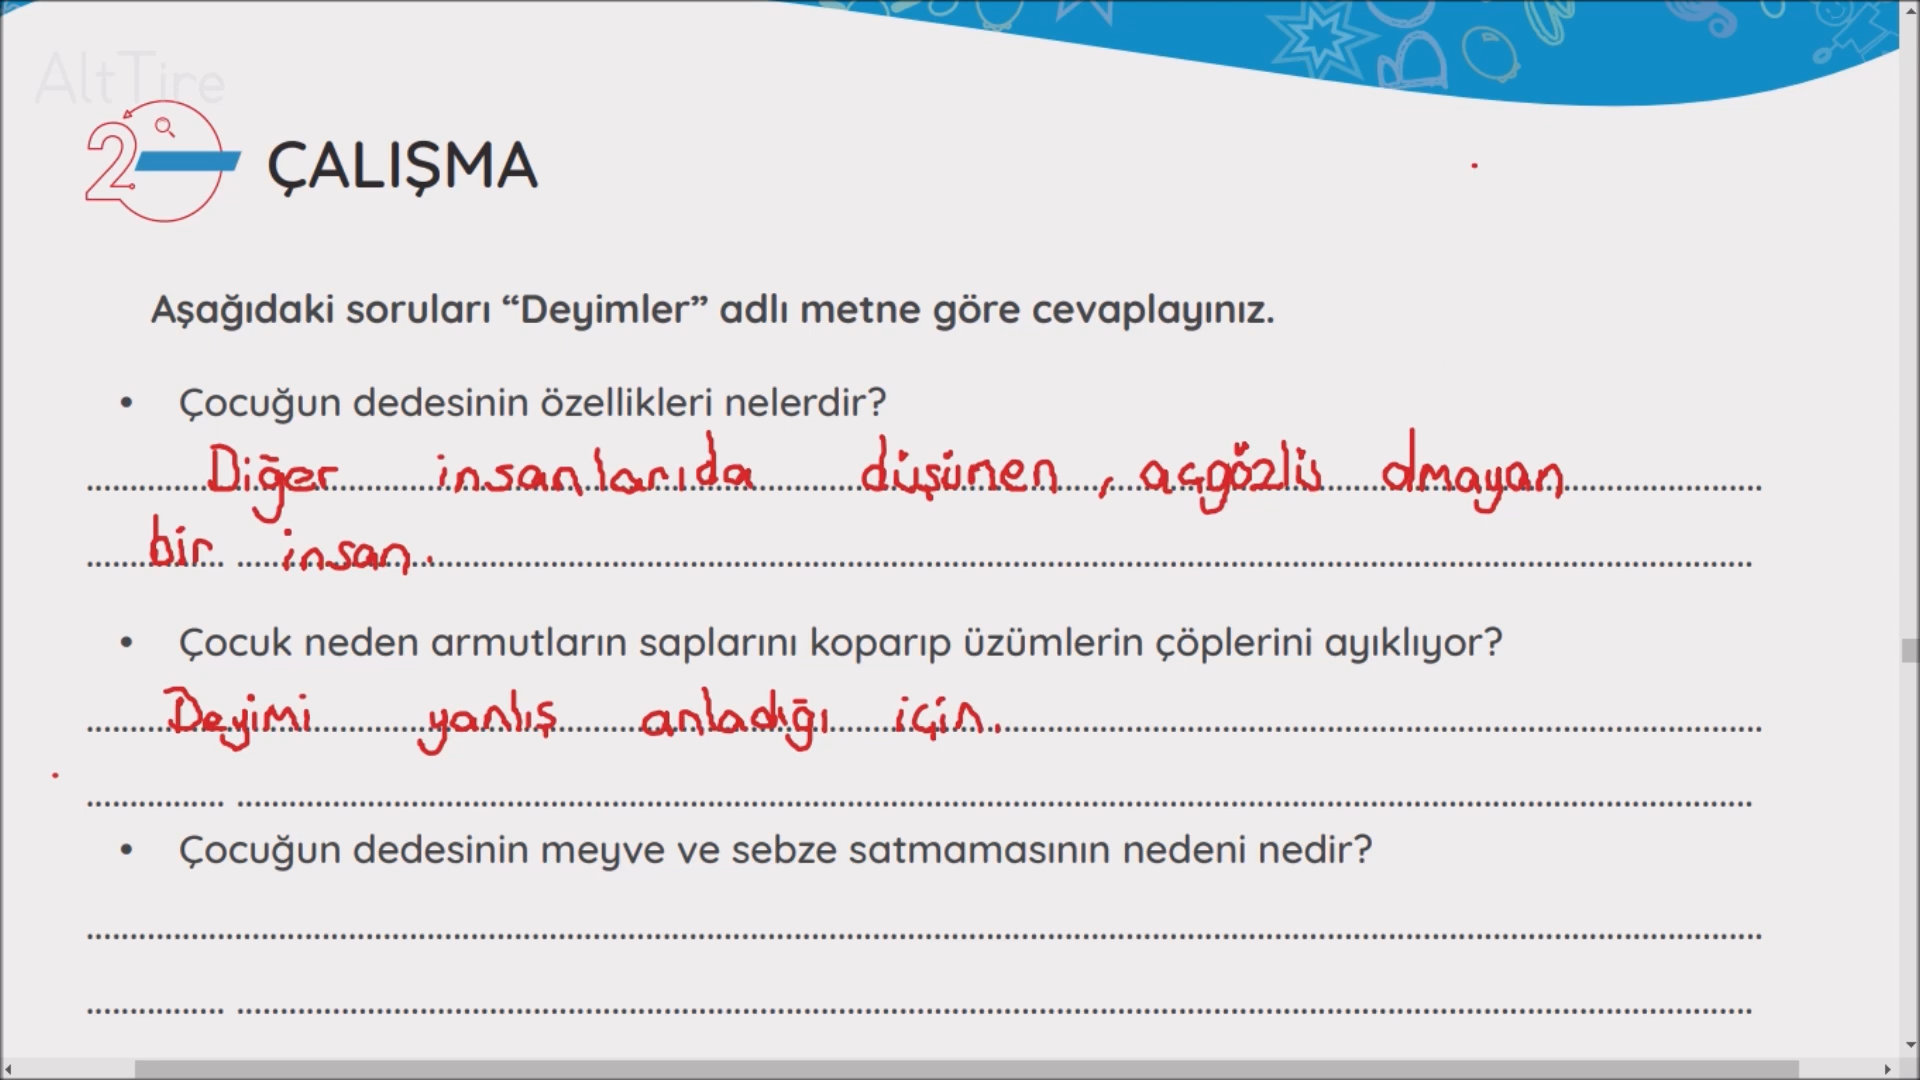 AltTire
2
ÇALIŞMA
Aşağıdaki soruları “Deyimler” adlı metne göre cevaplayınız.
• Çocuğun dedesinin özellikleri nelerdir?
Diğer insanlarıda düşünen, açgözlü olmayan
bir insan.
• Çocuk neden armutların saplarını koparıp üzümlerin çöplerini ayıklıyor?
Deyimi yanlış anladığı için.
• Çocuğun dedesinin meyve ve sebze satmamasının nedeni nedir?